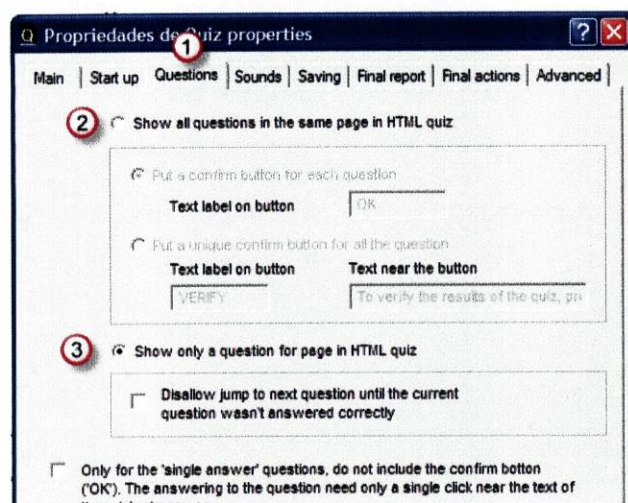 Propriedades de Quiz properties
1
Main Start up Questions Sounds Saving Final report Final actions Advanced
2
Show all questions in the same page in HTML quiz
Put a confirm button for each question
Text label on button OK
Put a unique confirm button for all the question
Text label on button Text near the button
VERIFY To verify the results of the quiz, pre
3
Show only a question for page in HTML quiz
Disallow jump to next question until the current
question wasn't answered correctly
Only for the 'single answer' questions, do not include the confirm botton
('OK'). The answering to the question need only a single click near the text of